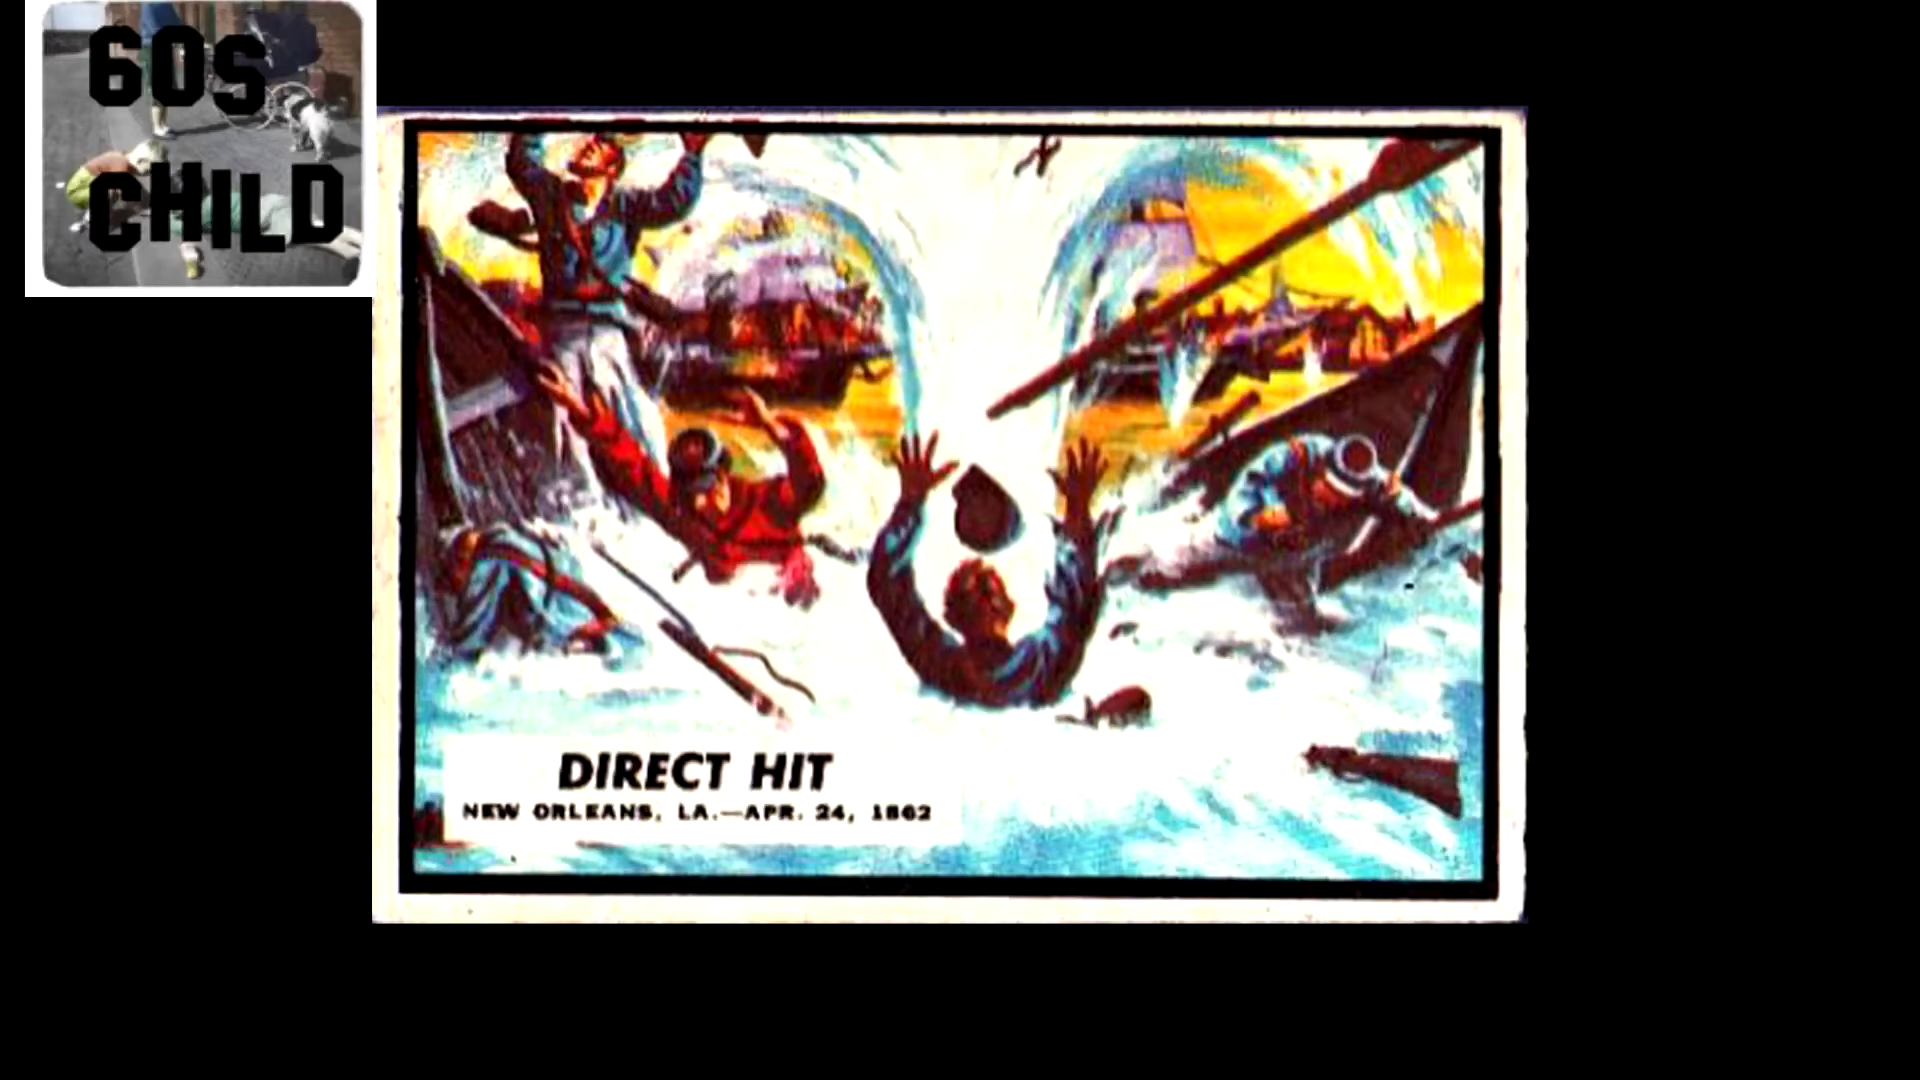 60S
CHILD
DIRECT HIT
NEW ORLEANS, LA.—APR. 24, 1862